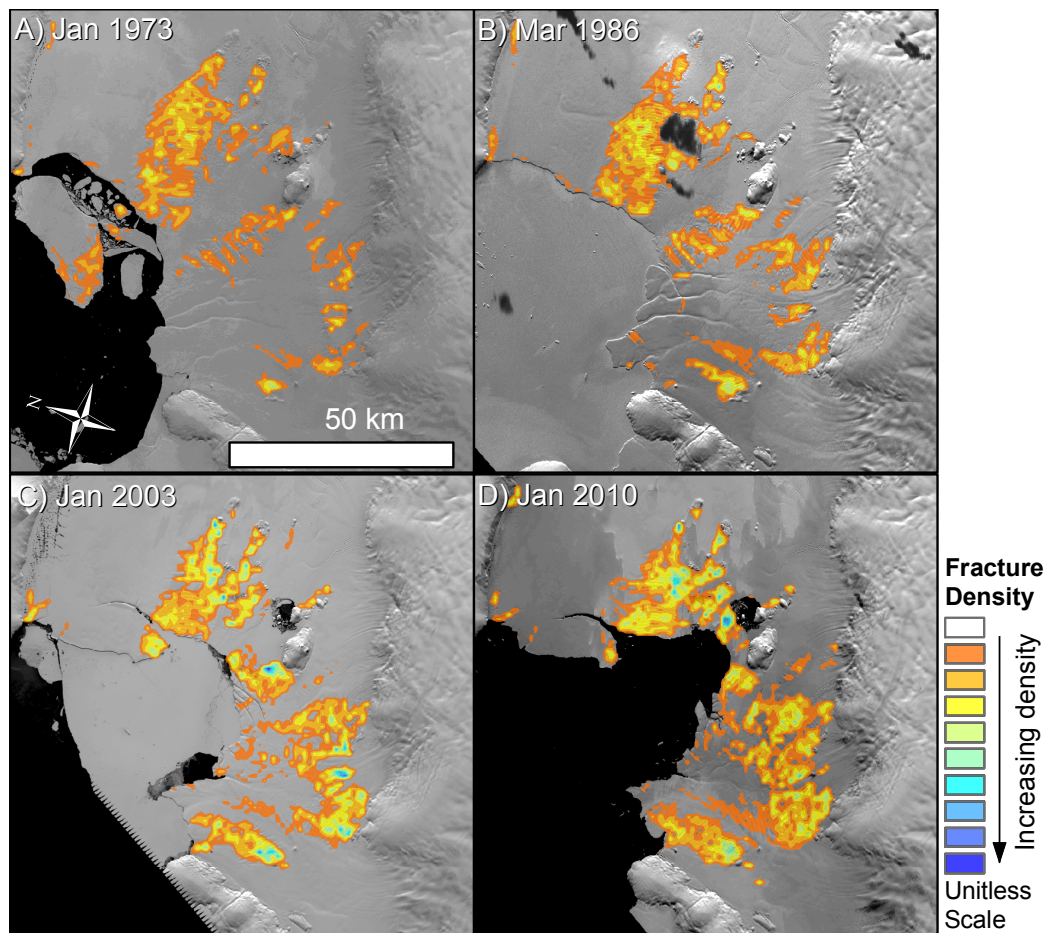 A) Jan 1973
B) Mar 1986
N
50 km
C) Jan 2003
D) Jan 2010
Fracture
Density
Increasing density
Unitless
Scale